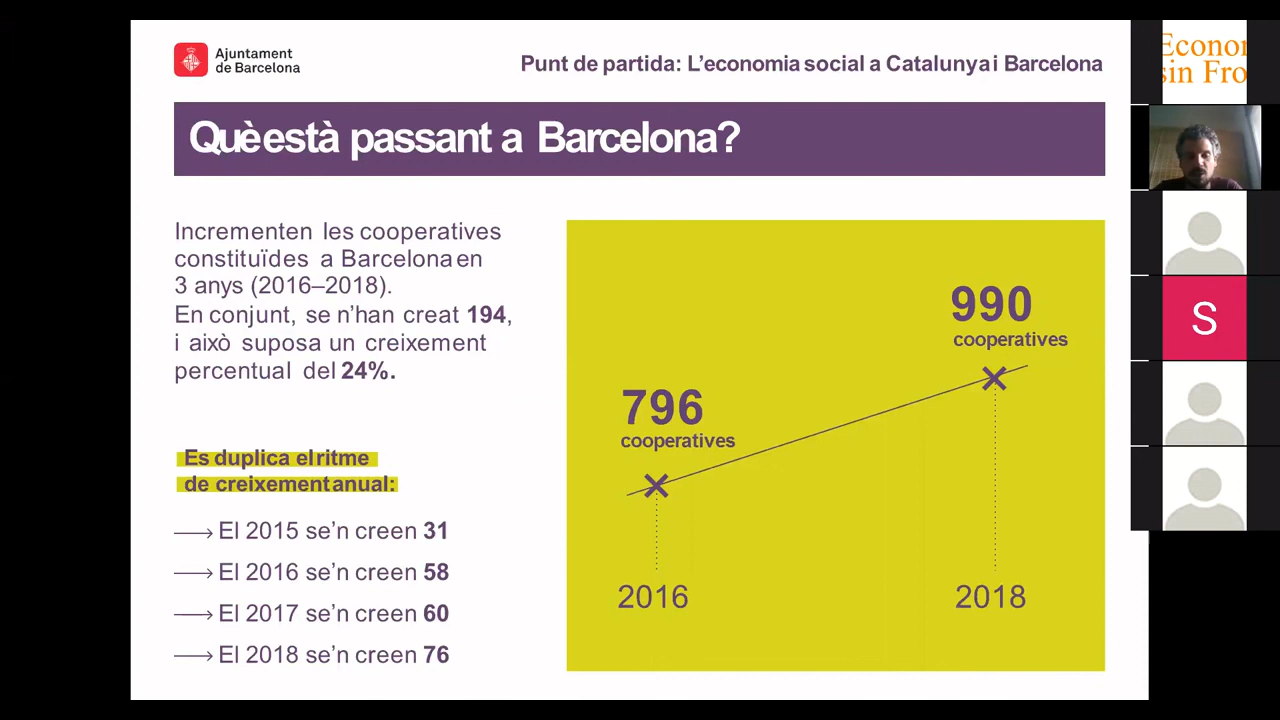 Ajuntament
de Barcelona
Punt de partida: L'economia social a Catalunya i Barcelona
Què està passant a Barcelona?
Incrementen les cooperatives
constituïdes a Barcelona en
3 anys (2016–2018).
En conjunt, se n'han creat 194,
i això suposa un creixement
percentual del 24%.
Es duplica el ritme
de creixement anual:
El 2015 se'n creen 31
El 2016 se'n creen 58
El 2017 se'n creen 60
El 2018 se'n creen 76
990
cooperatives
796
cooperatives
2016
2018
Econor
sin Fro
S